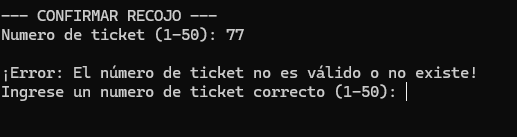 --- CONFIRMAR RECOJO ---
Numero de ticket (1-50): 77
¡Error: El número de ticket no es válido o no existe!
Ingrese un numero de ticket correcto (1-50):